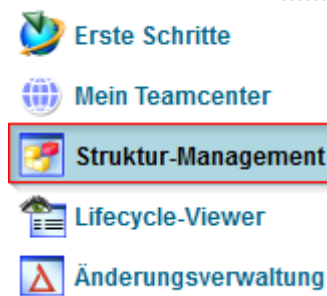 Erste Schritte
Mein Teamcenter
Struktur-Management
Lifecycle-Viewer
Änderungsverwaltung